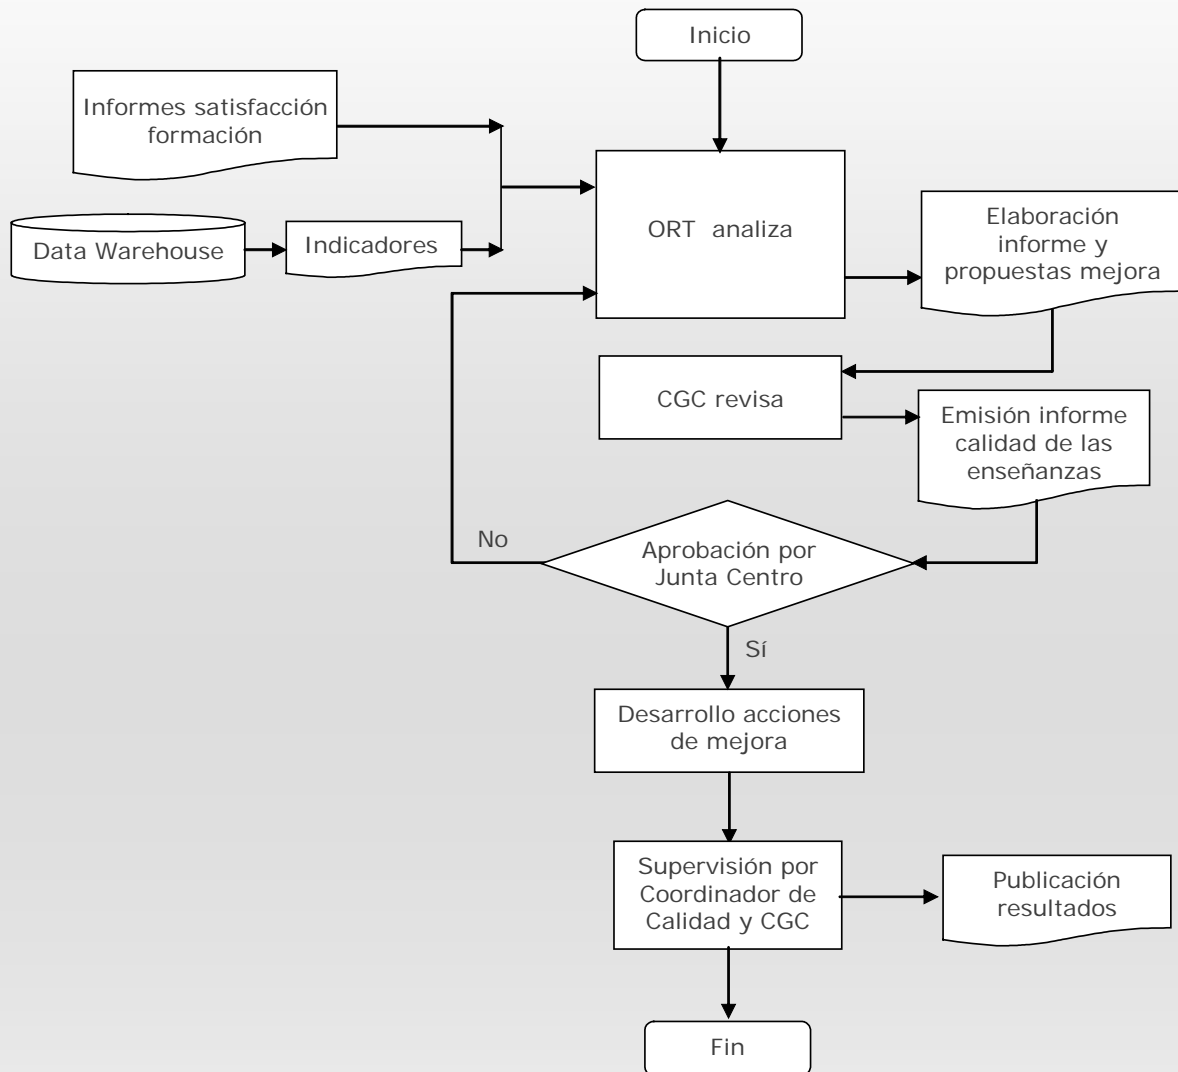 Inicio
Informes satisfacción
formación
Data Warehouse
Indicadores
ORT analiza
Elaboración
informe y
propuestas mejora
CGC revisa
Emisión informe
calidad de las
enseñanzas
No
Aprobación por
Junta Centro
Sí
Desarrollo acciones
de mejora
Supervisión por
Coordinador de
Calidad y CGC
Publicación
resultados
Fin